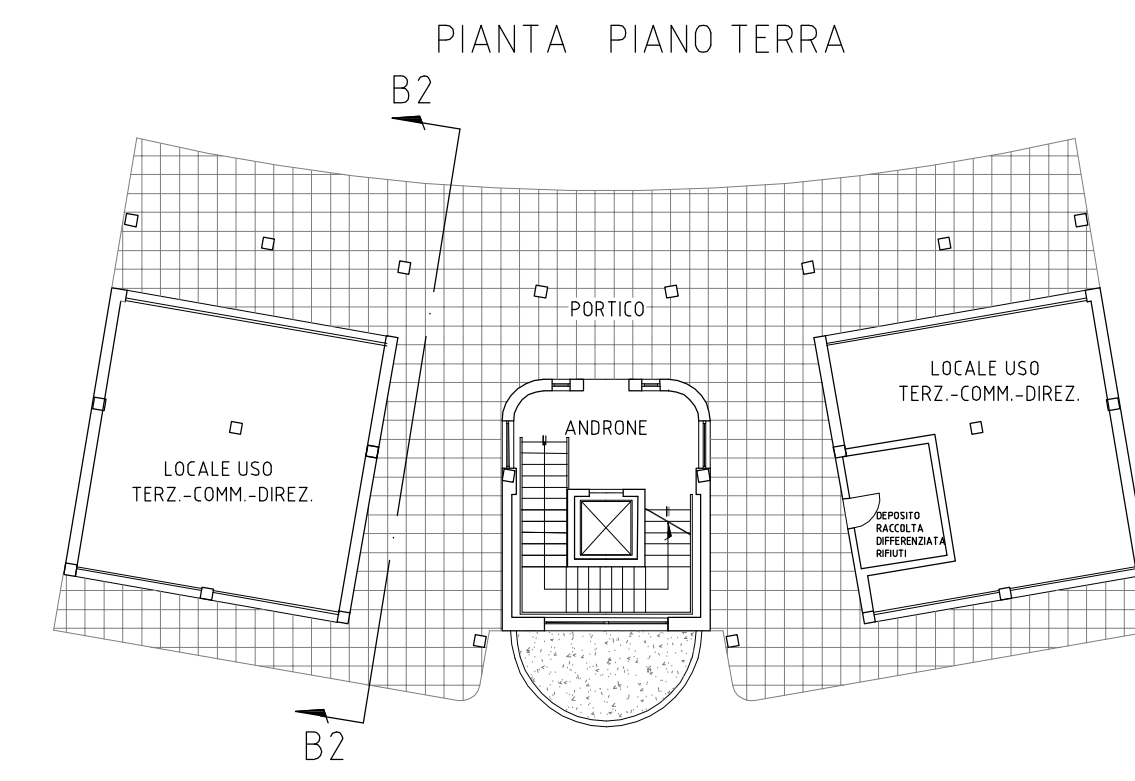 PIANTA PIANO TERRA
B2
PORTICO
LOCALE USO
TERZ.-COMM.-DIREZ.
ANDRONE
LOCALE USO
TERZ.-COMM.-DIREZ.
DEPOSITO
RACCOLTA
DIFFERENZIATA
RIFIUTI
B2